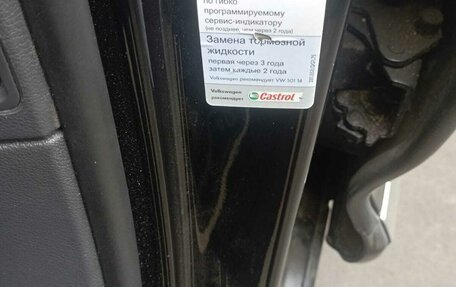 по гибко
программируемому
сервис-индикатору
(не позднее, чем через 2 года)
Замена тормозной
жидкости
первая через 3 года
затем каждые 2 года
Volkswagen рекомендует VW 501 14
Volkswagen
рекомендует
Castrol